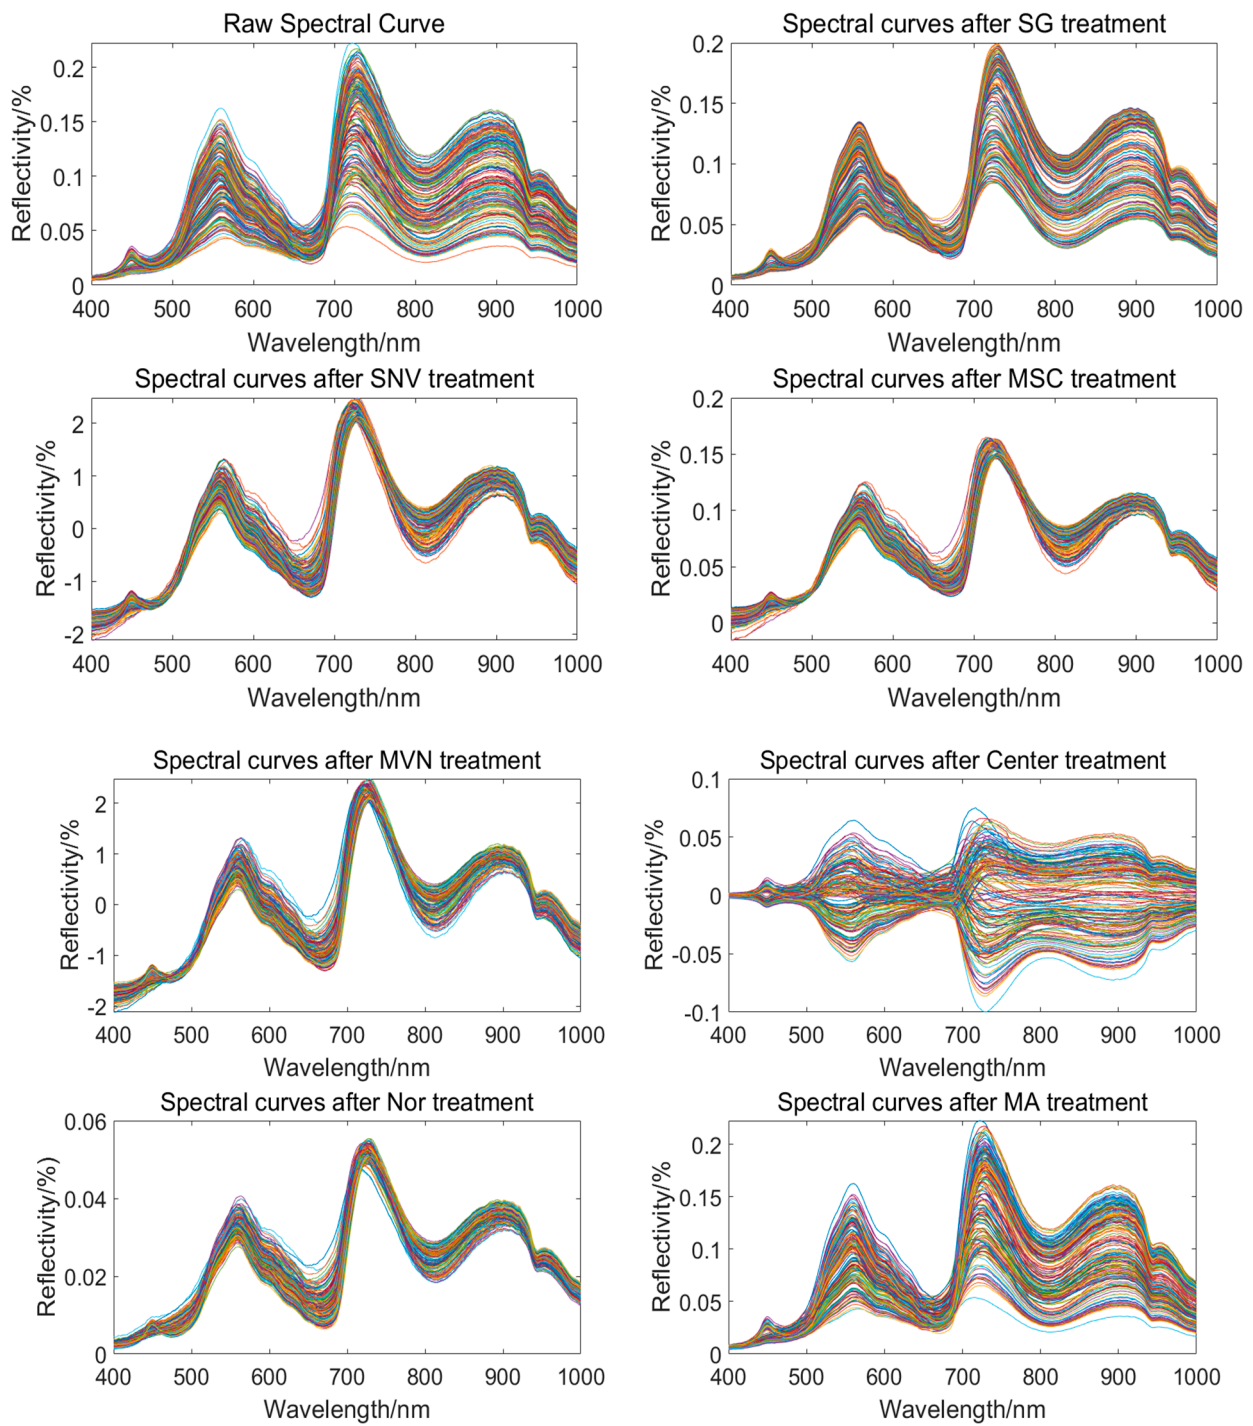 Raw Spectral Curve
Reflectivity/%
0.2
0.15
0.1
0.05
0
400 500 600 700 800 900 1000
Wavelength/nm
Spectral curves after SG treatment
Reflectivity/%
0.2
0.15
0.1
0.05
0
400 500 600 700 800 900 1000
Wavelength/nm
Spectral curves after SNV treatment
Reflectivity/%
2
1
0
-1
-2
400 500 600 700 800 900 1000
Wavelength/nm
Spectral curves after MSC treatment
Reflectivity/%
0.2
0.15
0.1
0.05
0
400 500 600 700 800 900 1000
Wavelength/nm
Spectral curves after MVN treatment
Reflectivity/%
2
1
0
-1
-2
400 500 600 700 800 900 1000
Wavelength/nm
Spectral curves after Center treatment
Reflectivity/%
0.1
0.05
0
-0.05
-0.1
400 500 600 700 800 900 1000
Wavelength/nm
Spectral curves after Nor treatment
Reflectivity/%)
0.06
0.04
0.02
0
400 500 600 700 800 900 1000
Wavelength/nm
Spectral curves after MA treatment
Reflectivity/%
0.2
0.15
0.1
0.05
0
400 500 600 700 800 900 1000
Wavelength/nm